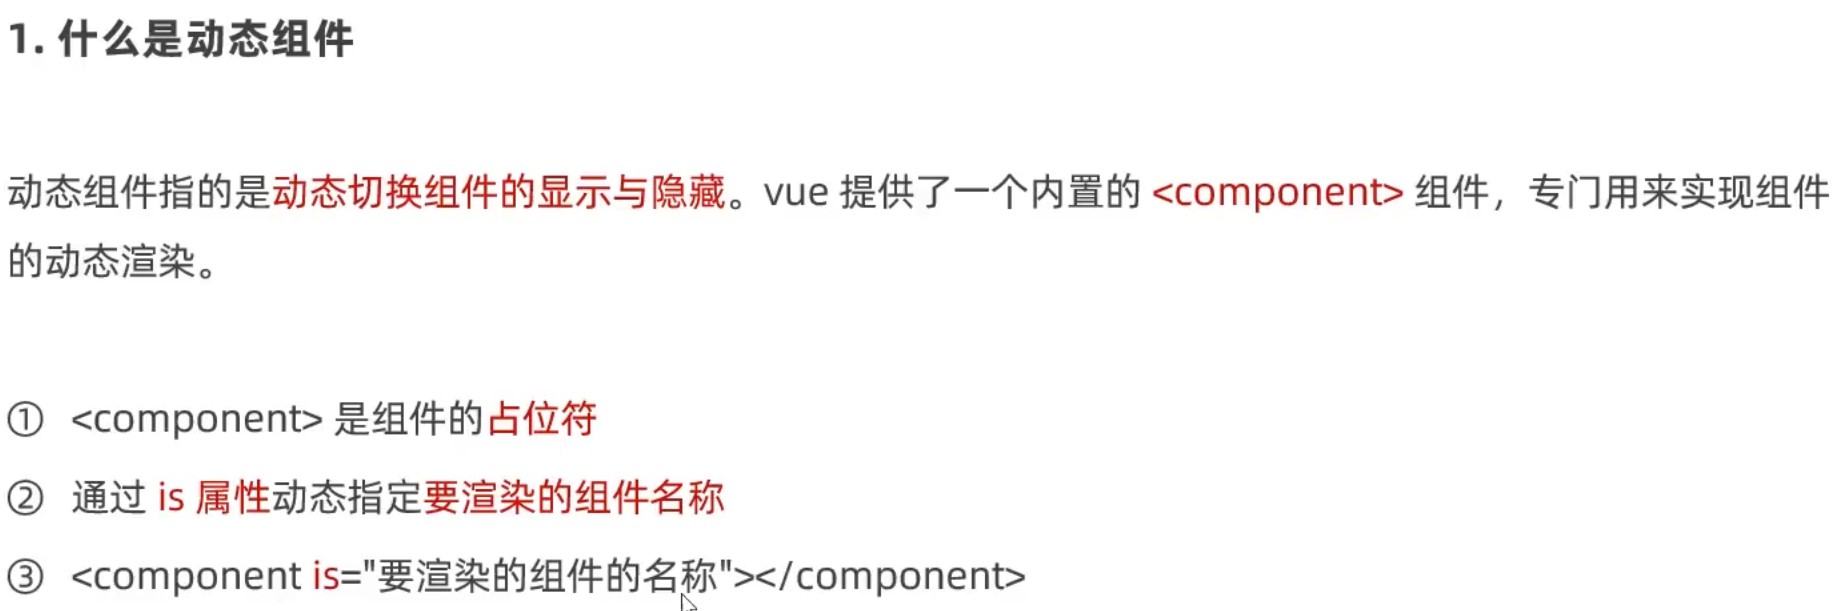 1. 什么是动态组件
动态组件指的是动态切换组件的显示与隐藏。vue 提供了一个内置的 <component> 组件，专门用来实现组件
的动态渲染。
① <component> 是组件的占位符
② 通过 is 属性动态指定要渲染的组件名称
③ <component is="要渲染的组件的名称"></component>